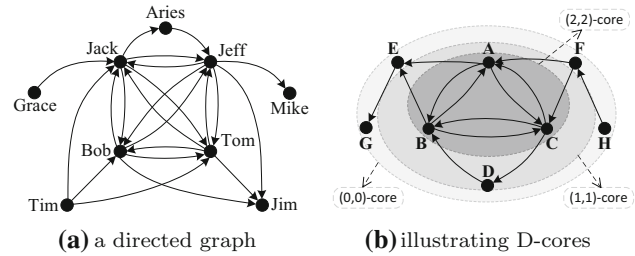 Aries
Jack
Jeff
Grace
Mike
Bob
Tom
Tim
Jim
(a) a directed graph
(2,2)-core
E
A
F
G
B
C
H
D
(0,0)-core
(1,1)-core
(b) illustrating D-cores